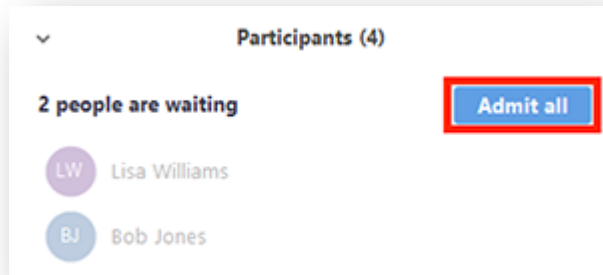 Participants (4)
2 people are waiting Admit all
LW Lisa Williams
BJ Bob Jones